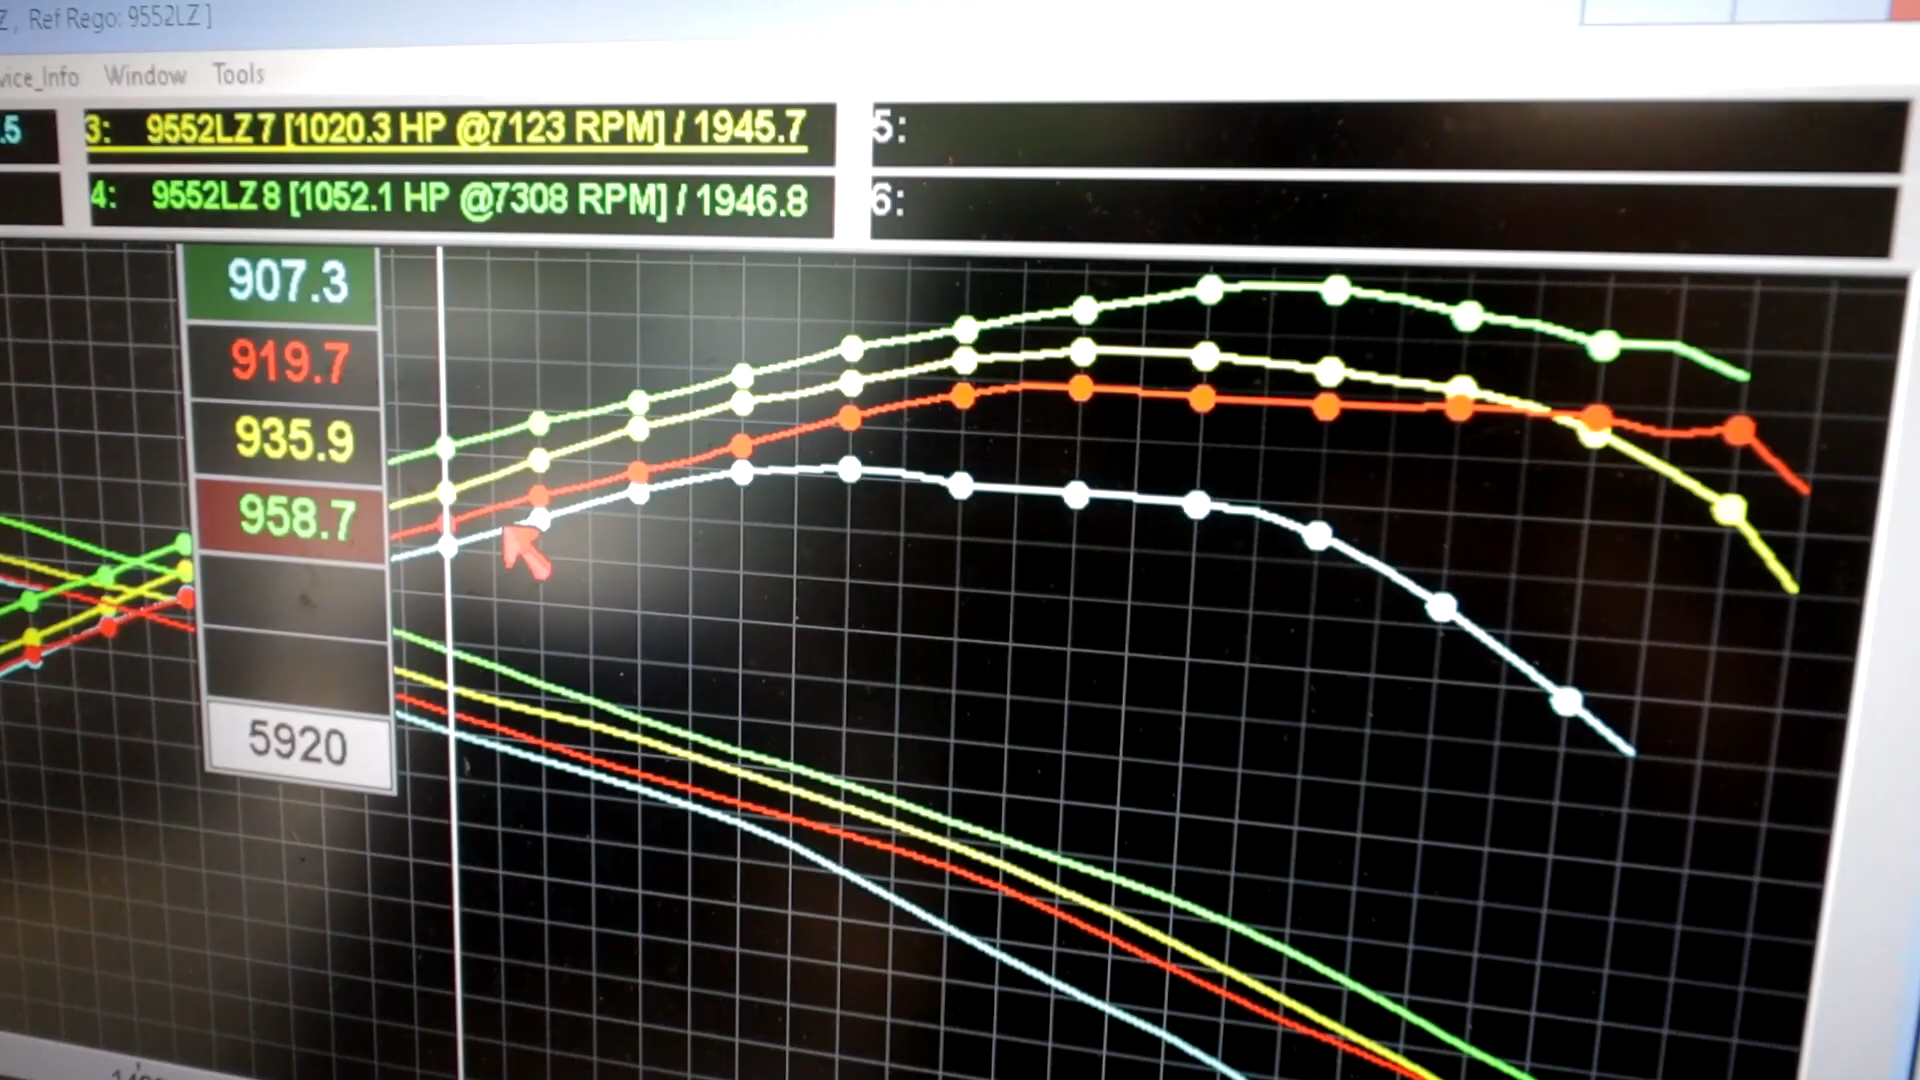 Z, Ref Rego: 9552LZ ]
vice_Info Window Tools
.5
3: 9552LZ 7 [1020.3 HP @7123 RPM] / 1945.7
5:
4: 9552LZ 8 [1052.1 HP @7308 RPM] / 1946.8
6:
907.3
919.7
935.9
958.7
5920